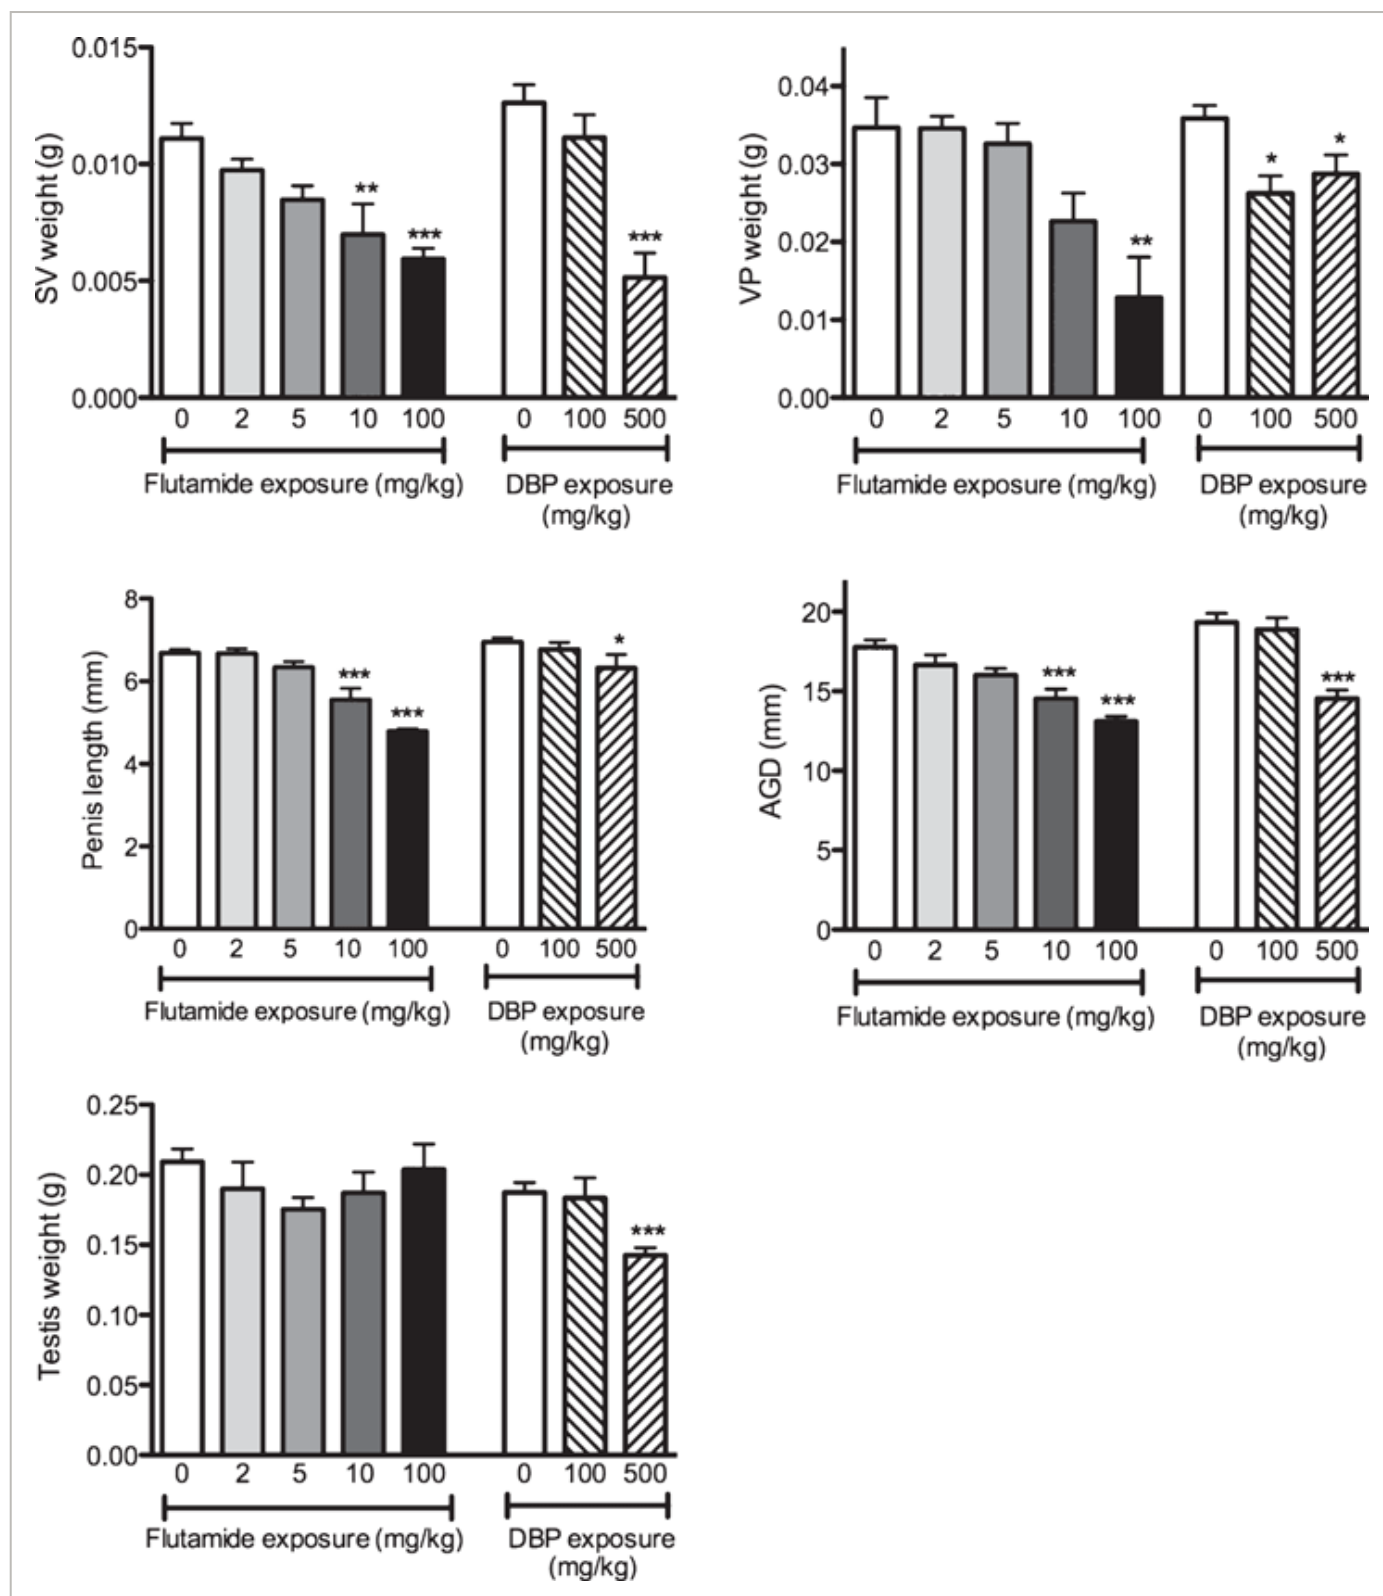 0.015
0.010
0.005
0.000
SV weight (g)
**
***
***
0 2 5 10 100 0 100 500
Flutamide exposure (mg/kg) DBP exposure
(mg/kg)
0.04
0.03
0.02
0.01
0.00
VP weight (g)
**
*
*
0 2 5 10 100 0 100 500
Flutamide exposure (mg/kg) DBP exposure
(mg/kg)
8
6
4
2
0
Penis length (mm)
***
***
*
0 2 5 10 100 0 100 500
Flutamide exposure (mg/kg) DBP exposure
(mg/kg)
20
15
10
5
0
AGD (mm)
***
***
***
0 2 5 10 100 0 100 500
Flutamide exposure (mg/kg) DBP exposure
(mg/kg)
0.25
0.20
0.15
0.10
0.05
0.00
Testis weight (g)
***
0 2 5 10 100 0 100 500
Flutamide exposure (mg/kg) DBP exposure
(mg/kg)